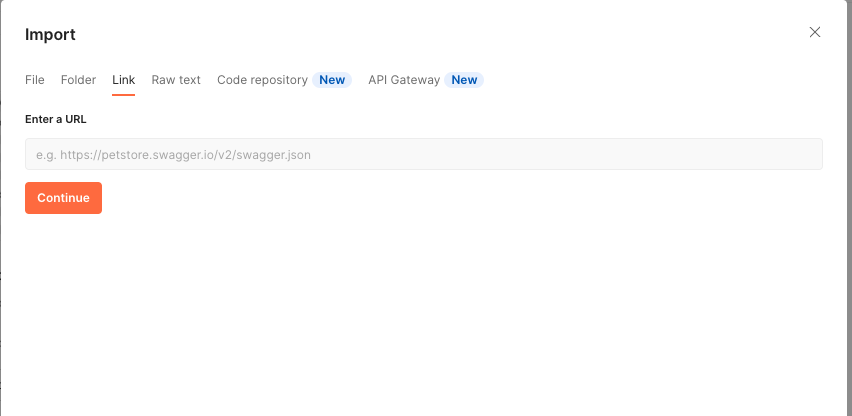 Import
File Folder Link Raw text Code repository New API Gateway New
Enter a URL
e.g. https://petstore.swagger.io/v2/swagger.json
Continue